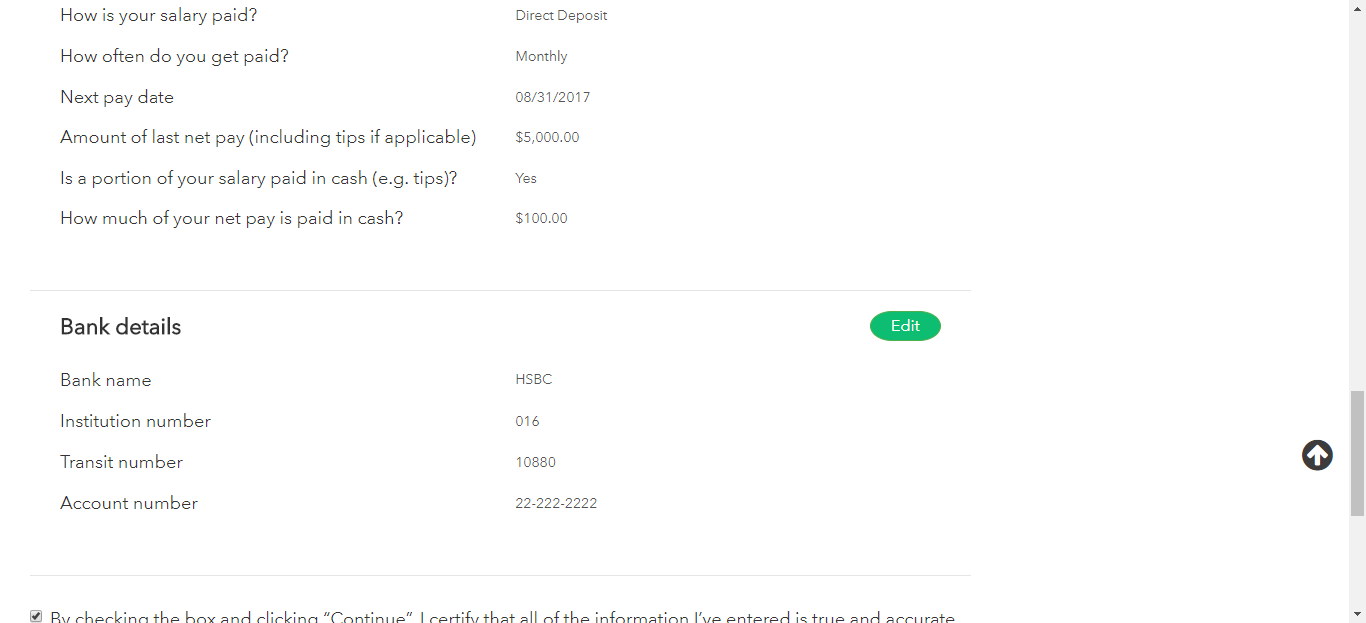 How is your salary paid? Direct Deposit
How often do you get paid? Monthly
Next pay date 08/31/2017
Amount of last net pay (including tips if applicable) $5,000.00
Is a portion of your salary paid in cash (e.g. tips)? Yes
How much of your net pay is paid in cash? $100.00
Bank details Edit
Bank name HSBC
Institution number 016
Transit number 10880
Account number 22-222-2222
By checking the box and clicking “Continue”, I certify that all of the information I’ve entered is true and accurate